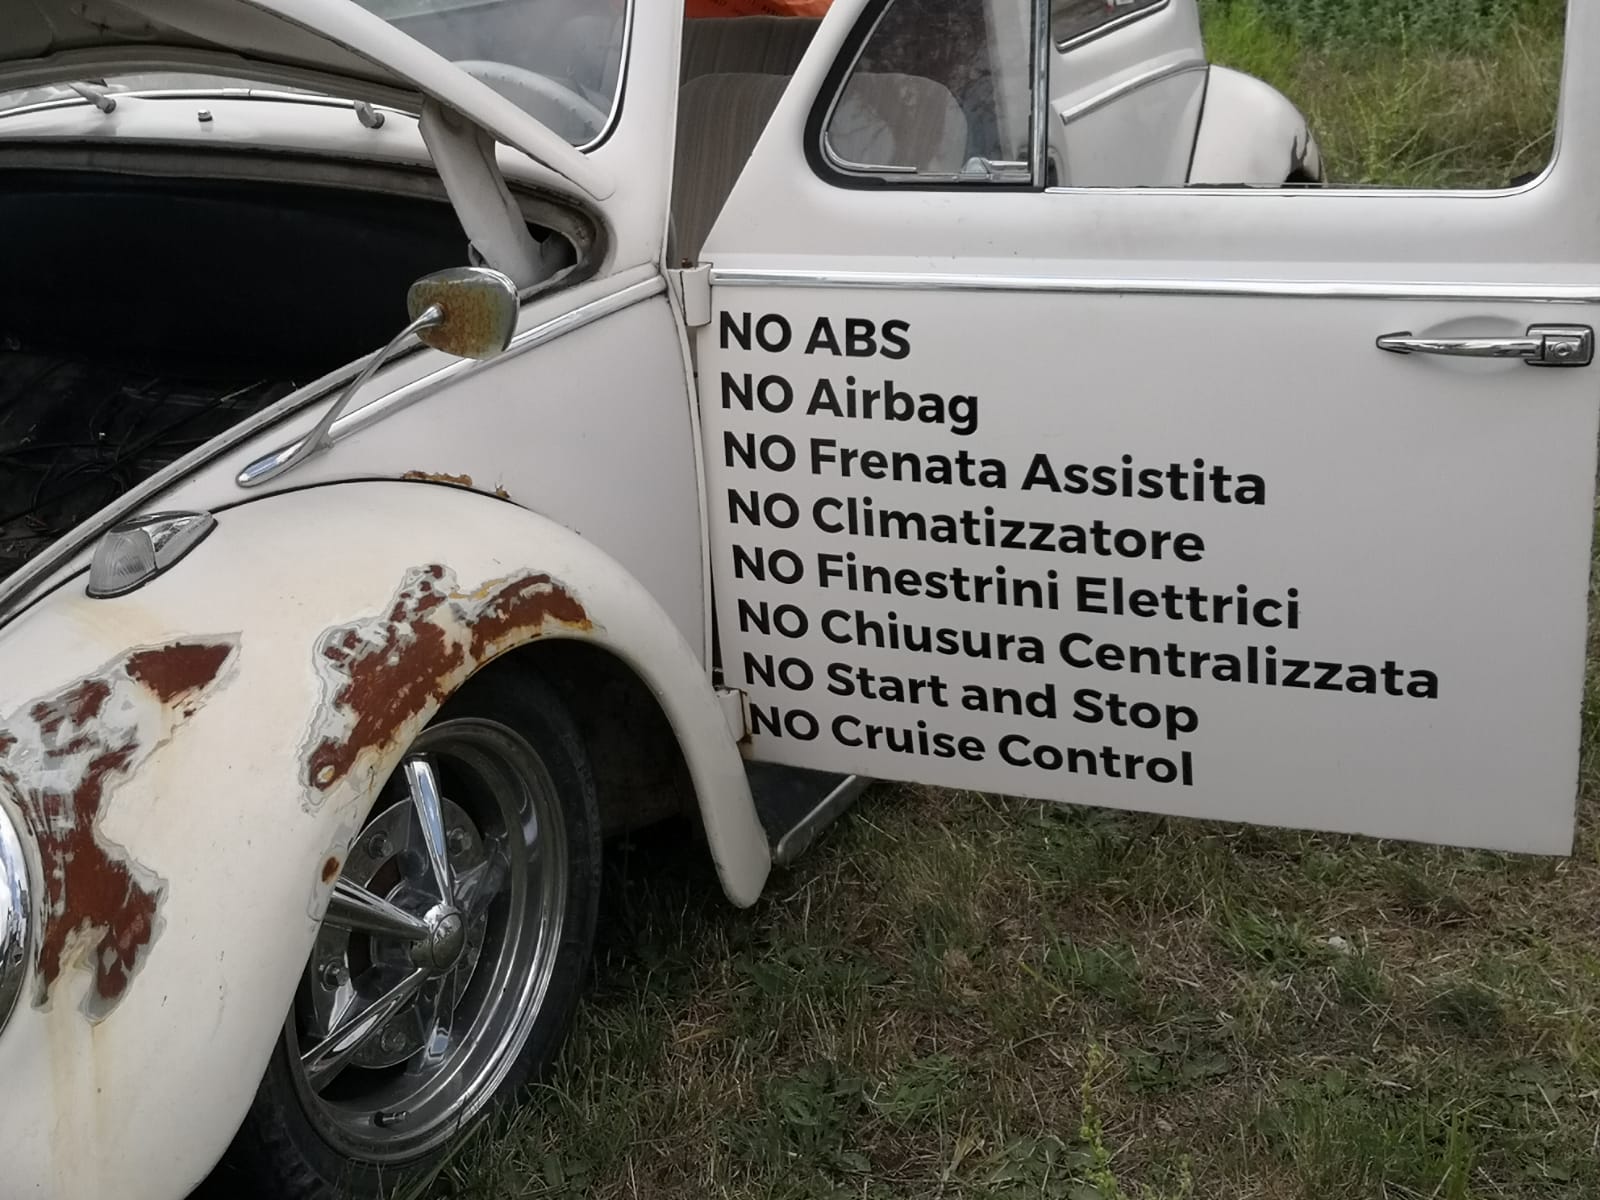 NO ABS
NO Airbag
NO Frenata Assistita
NO Climatizzatore
NO Finestrini Elettrici
NO Chiusura Centralizzata
NO Start and Stop
NO Cruise Control